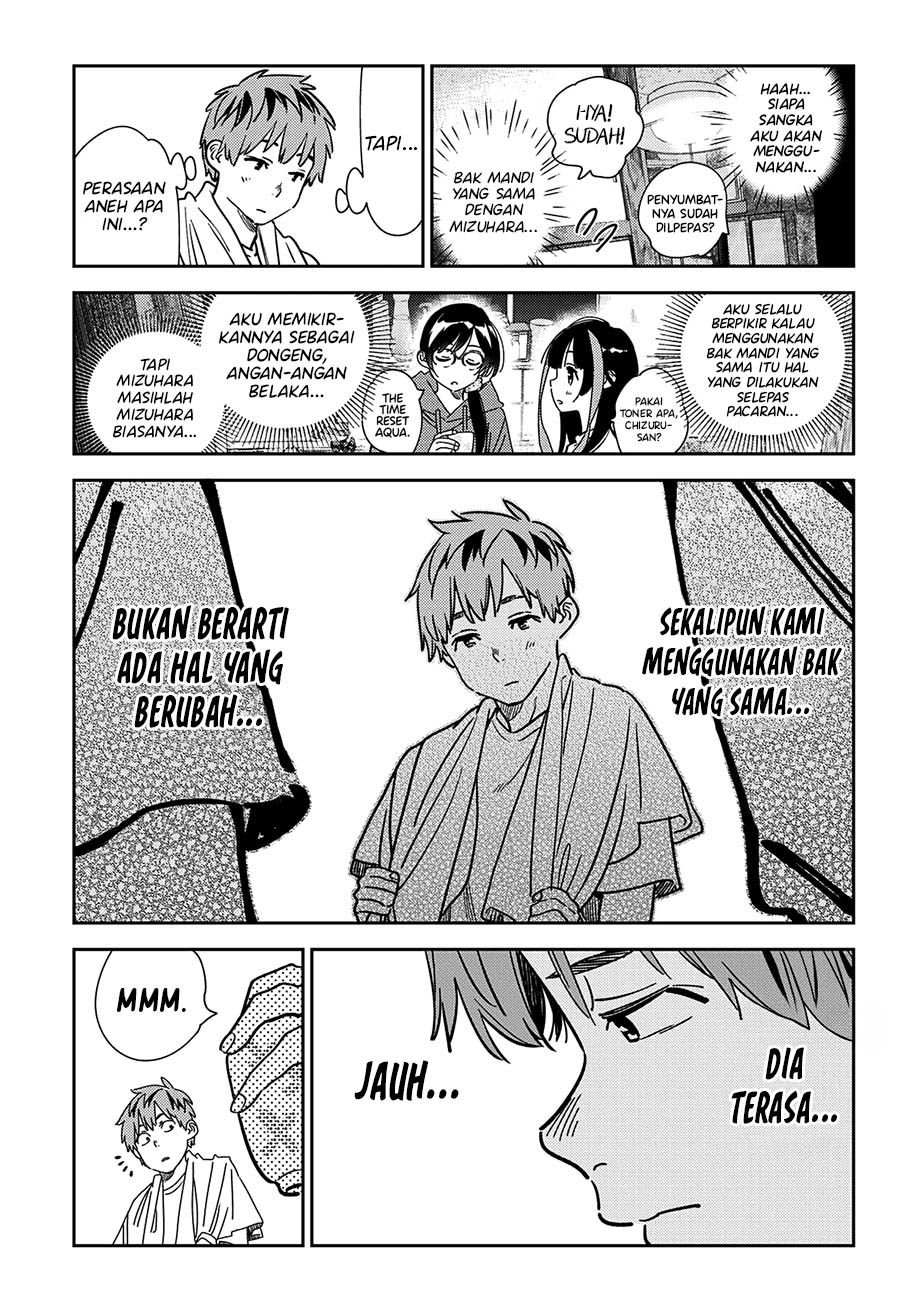 HAAH...
SIAPA
SANGKA
AKU AKAN
MENGGU-
NAKAN...
PENYUMBAT-
NYA SUDAH
DILPEPAS?
I-IYA!
SUDAH!
BAK MANDI
YANG SAMA
DENGAN
MIZUHARA...
TAPI...
PERASAAN
ANEH APA
INI...?
AKU SELALU
BERPIKIR KALAU
MENGGUNAKAN
BAK MANDI YANG
SAMA ITU HAL
YANG DILAKUKAN
SELEPAS
PACARAN...
PAKAI
TONER APA,
CHIZURU-
SAN?
THE
TIME
RESET
AQUA.
AKU MEMIKIR-
KANNYA SEBAGAI
DONGENG,
ANGAN-ANGAN
BELAKA...
TAPI
MIZUHARA
MASIHLAH
MIZUHARA
BIASANYA...
SEKALIPUN KAMI
MENGGUNAKAN BAK
YANG SAMA...
BUKAN BERARTI
ADA HAL YANG
BERUBAH...
DIA
TERASA...
JAUH...
MMM.